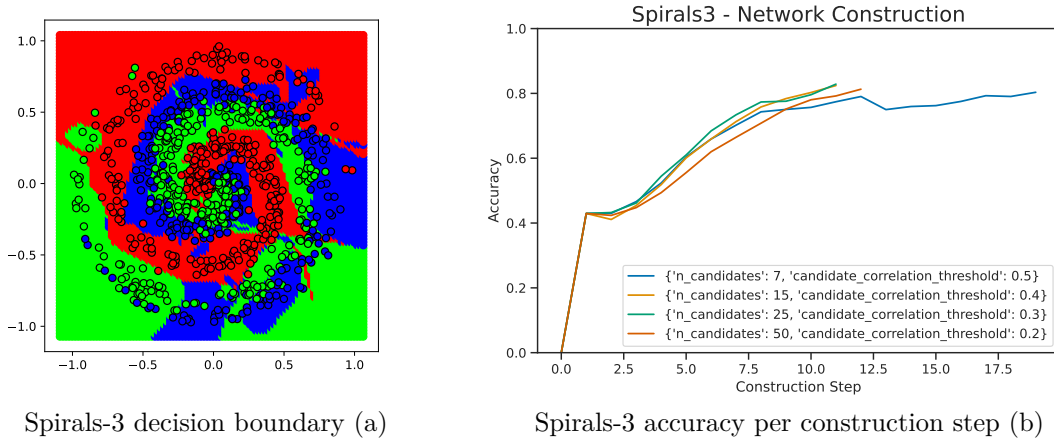 1.0
0.5
0.0
−0.5
−1.0
−1.0
−0.5
0.0
0.5
1.0
Spirals-3 decision boundary (a)
Spirals3 - Network Construction
Accuracy
1.0
0.8
0.6
0.4
0.2
0.0
{'n_candidates': 7, 'candidate_correlation_threshold': 0.5}
{'n_candidates': 15, 'candidate_correlation_threshold': 0.4}
{'n_candidates': 25, 'candidate_correlation_threshold': 0.3}
{'n_candidates': 50, 'candidate_correlation_threshold': 0.2}
0.0
2.5
5.0
7.5
10.0
12.5
15.0
17.5
Construction Step
Spirals-3 accuracy per construction step (b)